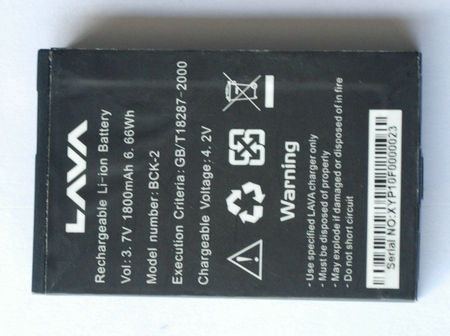 LAVA
Rechargeable Li-ion Battery
Vol:3.7V 1800mAh 6.66Wh
Model number:BCK-2
Execution Criteria:GB/T18287-2000
Chargeable Voltage:4.2V
Warning
• Use specified LAVA charger only
• Must be disposed of properly
• May explode if damaged or disposed of in fire
• Do not short circuit
Serial NO:XYP10F0000023